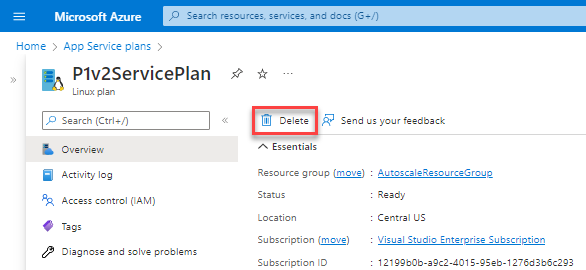 Microsoft Azure
Search resources, services, and docs (G+/)
Home > App Service plans >
P1v2ServicePlan
Linux plan
Search (Ctrl+/)
Delete
Send us your feedback
Overview
Activity log
Access control (IAM)
Tags
Diagnose and solve problems
Essentials
Resource group (move) : AutoscaleResourceGroup
Status : Ready
Location : Central US
Subscription (move) : Visual Studio Enterprise Subscription
Subscription ID : 12199b0b-a9c2-4015-95eb-1276d3b6c293